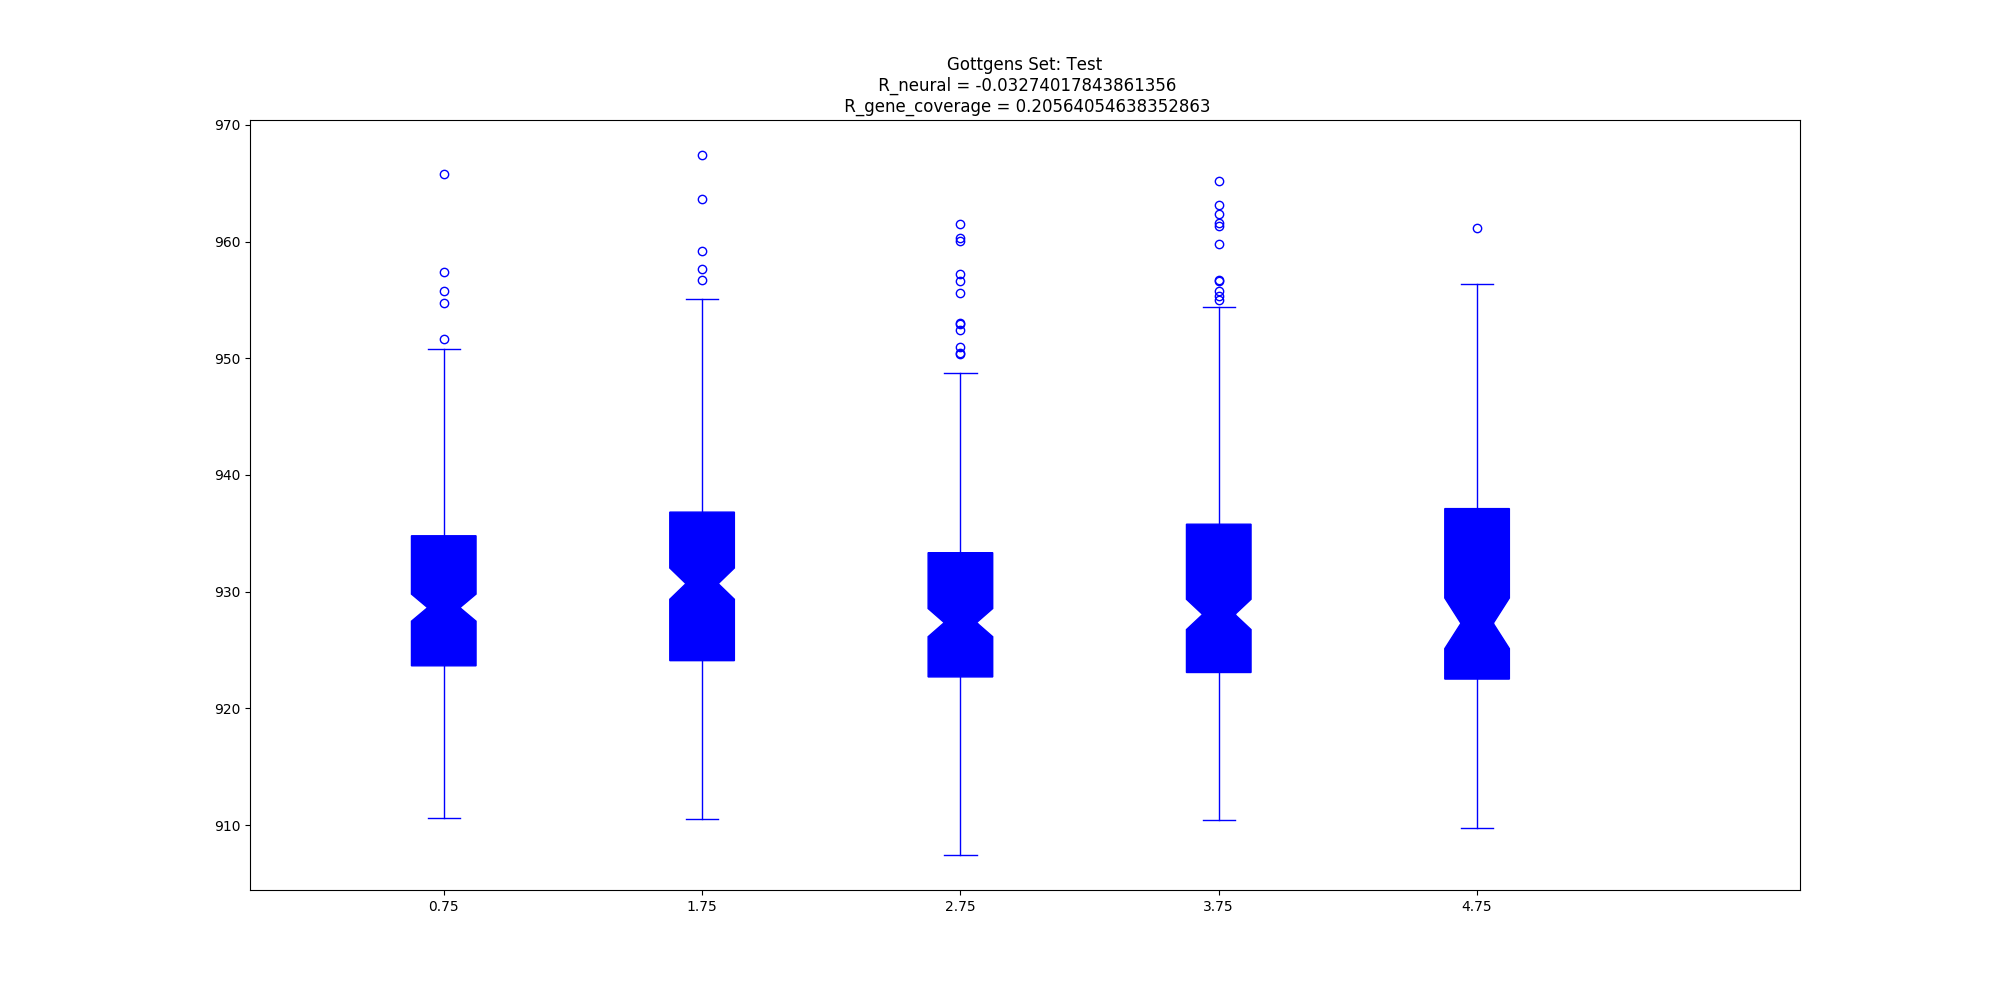 Gottgens Set: Test
R_neural = -0.03274017843861356
R_gene_coverage = 0.20564054638352863
970
960
950
940
930
920
910
0.75 1.75 2.75 3.75 4.75